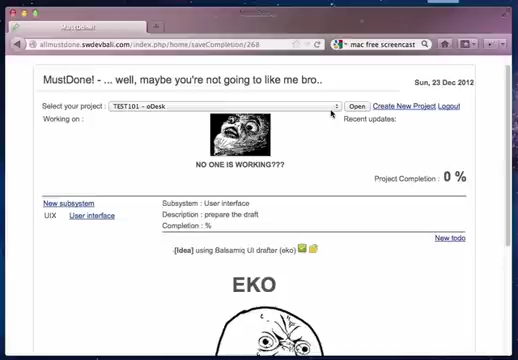 MustDone!
allmustdone.swdevbali.com/index.php/home/saveCompletion/268
mac free screencast
MustDone! - ... well, maybe you're not going to like me bro..
Sun, 23 Dec 2012
Select your project : TEST101 - oDesk Open Create New Project Logout
Working on :
Recent updates:
NO ONE IS WORKING???
Project Completion : 0 %
New subsystem
UIX User interface
Subsystem : User interface
Description : prepare the draft
Completion : %
New todo
-[Idea] using Balsamiq UI drafter (eko)
EKO